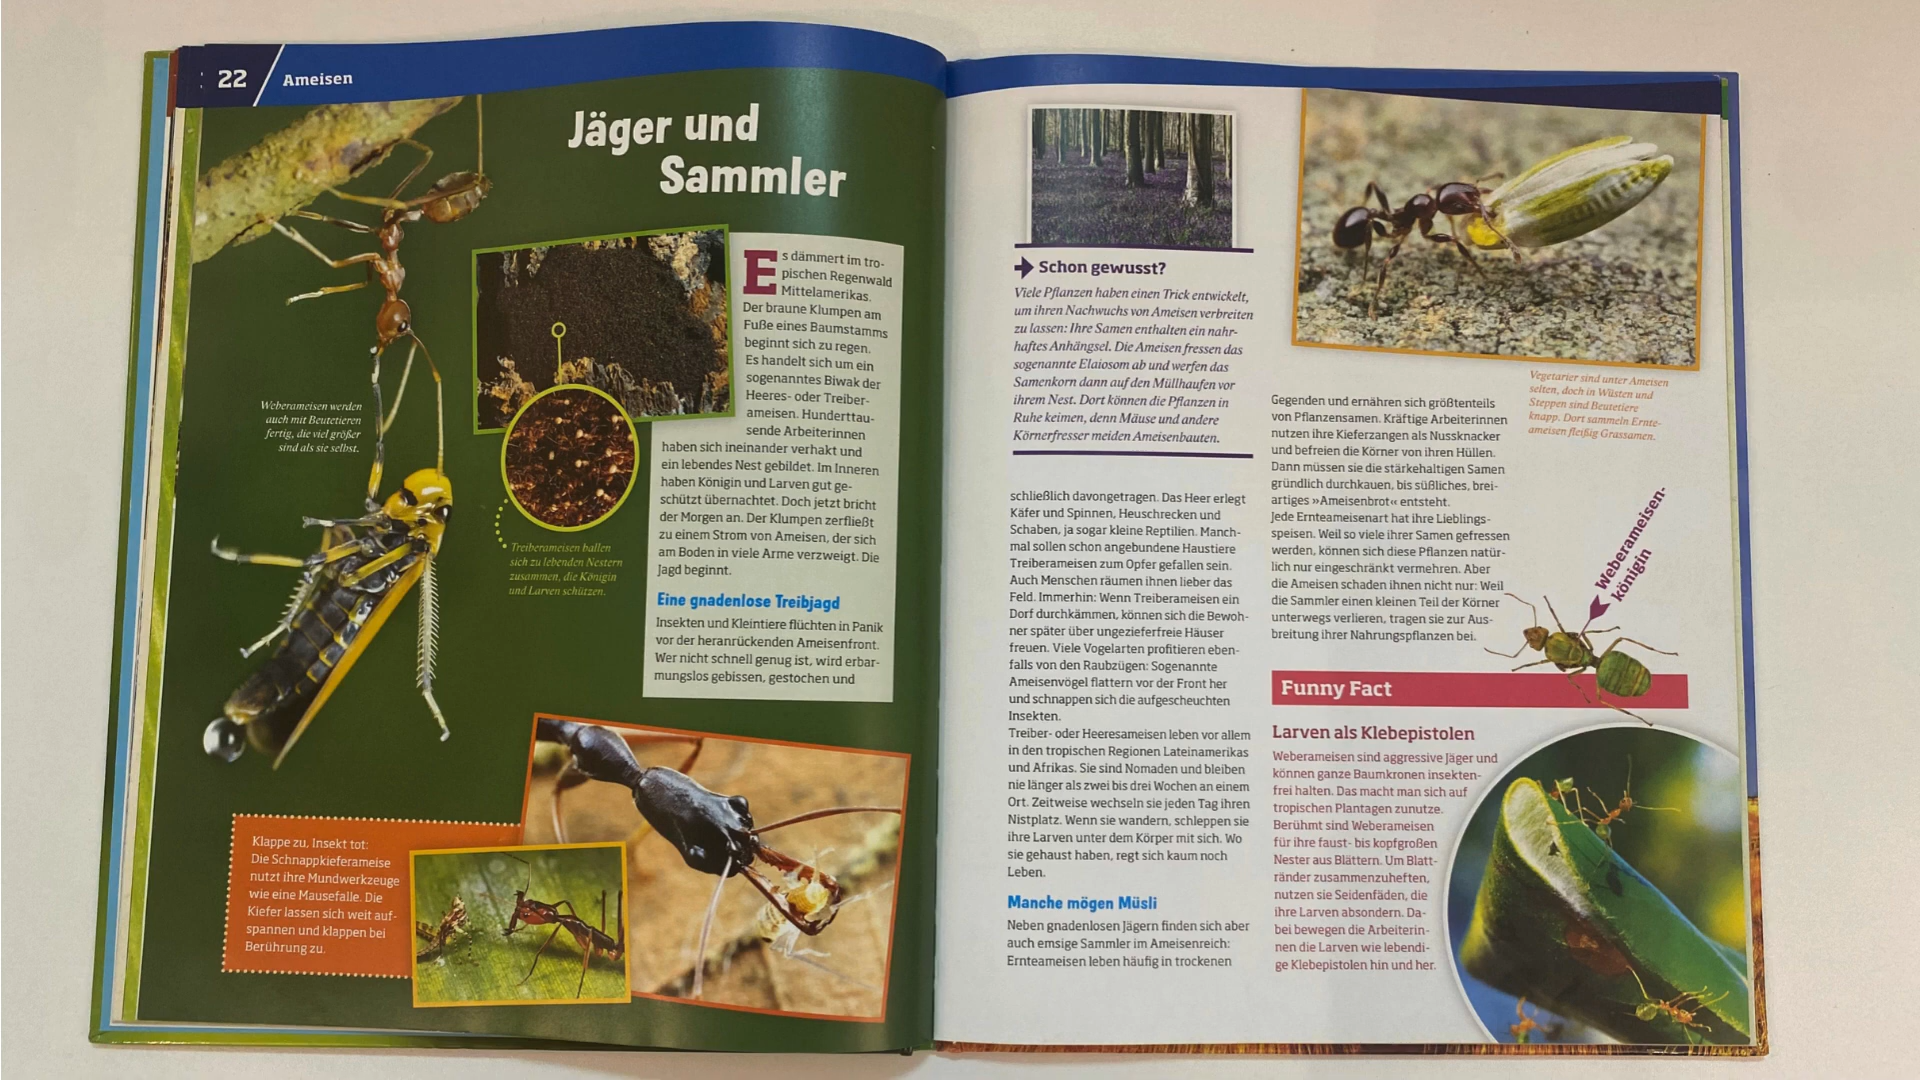 22 Ameisen
Jäger und
Sammler
Es dämmert im tro-
pischen Regenwald
Mittelamerikas.
Der braune Klumpen am
Fuße eines Baumstamms
beginnt sich zu regen.
Es handelt sich um ein
sogenanntes Biwak der
Heeres- oder Treiber-
ameisen. Hunderttau-
sende Arbeiterinnen
haben sich ineinander verhakt und
ein lebendes Nest gebildet. Im Inneren
haben Königin und Larven gut ge-
schützt übernachtet. Doch jetzt bricht
der Morgen an. Der Klumpen zerfließt
zu einem Strom von Ameisen, der sich
am Boden in viele Arme verzweigt. Die
Jagd beginnt.
Eine gnadenlose Treibjagd
Insekten und Kleintiere flüchten in Panik
vor der heranrückenden Ameisenfront.
Wer nicht schnell genug ist, wird erbar-
mungslos gebissen, gestochen und
Weberameisen werden
auch mit Beutetieren
fertig, die viel größer
sind als sie selbst.
Treiberameisen ballen
sich zu lebenden Nestern
zusammen, die Königin
und Larven schützen.
Klappe zu, Insekt tot:
Die Schnappkieferameise
nutzt ihre Mundwerkzeuge
wie eine Mausefalle. Die
Kiefer lassen sich weit auf-
spannen und klappen bei
Berührung zu.
Schon gewusst?
Viele Pflanzen haben einen Trick entwickelt,
um ihren Nachwuchs von Ameisen verbreiten
zu lassen: Ihre Samen enthalten ein nahr-
haftes Anhängsel. Die Ameisen fressen das
sogenannte Elaiosom ab und werfen das
Samenkorn dann auf den Müllhaufen vor
ihrem Nest. Dort können die Pflanzen in
Ruhe keimen, denn Mäuse und andere
Körnerfresser meiden Ameisenbauten.
schließlich davongetragen. Das Heer erlegt
Käfer und Spinnen, Heuschrecken und
Schaben, ja sogar kleine Reptilien. Manch-
mal sollen schon angebundene Haustiere
Treiberameisen zum Opfer gefallen sein.
Auch Menschen räumen ihnen lieber das
Feld. Immerhin: Wenn Treiberameisen ein
Dorf durchkämmen, können sich die Bewoh-
ner später über ungezieferfreie Häuser
freuen. Viele Vogelarten profitieren eben-
falls von den Raubzügen: Sogenannte
Ameisenvögel flattern vor der Front her
und schnappen sich die aufgescheuchten
Insekten.
Treiber- oder Heeresameisen leben vor allem
in den tropischen Regionen Lateinamerikas
und Afrikas. Sie sind Nomaden und bleiben
nie länger als zwei bis drei Wochen an einem
Ort. Zeitweise wechseln sie jeden Tag ihren
Nistplatz. Wenn sie wandern, schleppen sie
ihre Larven unter dem Körper mit sich. Wo
sie gehaust haben, regt sich kaum noch
Leben.
Manche mögen Müsli
Neben gnadenlosen Jägern finden sich aber
auch emsige Sammler im Ameisenreich:
Ernteameisen leben häufig in trockenen
Gegenden und ernähren sich größtenteils
von Pflanzensamen. Kräftige Arbeiterinnen
nutzen ihre Kieferzangen als Nussknacker
und befreien die Körner von ihren Hüllen.
Dann müssen sie die stärkehaltigen Samen
gründlich durchkauen, bis süßliches, brei-
artiges »Ameisenbrot« entsteht.
Jede Ernteameisenart hat ihre Lieblings-
speisen. Weil so viele ihrer Samen gefressen
werden, können sich diese Pflanzen natür-
lich nur eingeschränkt vermehren. Aber
die Ameisen schaden ihnen nicht nur: Weil
die Sammler einen kleinen Teil der Körner
unterwegs verlieren, tragen sie zur Aus-
breitung ihrer Nahrungspflanzen bei.
Vegetarier sind unter Ameisen
selten, doch in Wüsten und
Steppen sind Beutetiere
knapp. Dort sammeln Ernte-
ameisen fleißig Grassamen.
Weberameisen-
königin
Funny Fact
Larven als Klebepistolen
Weberameisen sind aggressive Jäger und
können ganze Baumkronen insekten-
frei halten. Das macht man sich auf
tropischen Plantagen zunutze.
Berühmt sind Weberameisen
für ihre faust- bis kopfgroßen
Nester aus Blättern. Um Blatt-
ränder zusammenzuheften,
nutzen sie Seidenfäden, die
ihre Larven absondern. Da-
bei bewegen die Arbeiterin-
nen die Larven wie lebendi-
ge Klebepistolen hin und her.